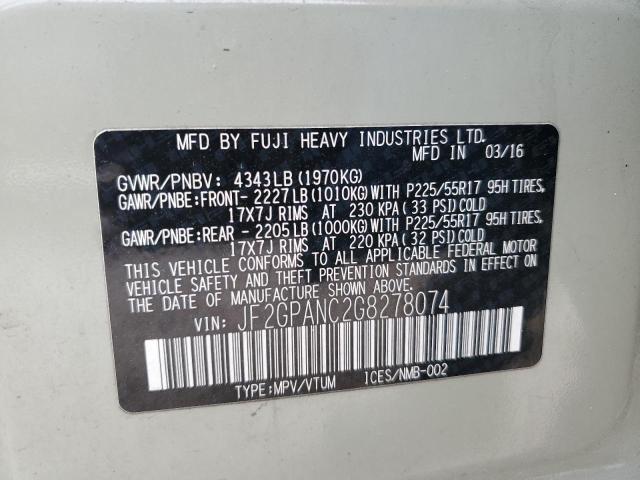 MFD BY FUJI HEAVY INDUSTRIES LTD.
MFD IN 03/16
GVWR/PNBV: 4343LB(1970KG)
GAWR/PNBE:FRONT- 2227LB(1010KG)WITH P225/55R17 95H TIRES,
17X7J RIMS AT 230 KPA(33 PSI)COLD
GAWR/PNBE:REAR - 2205LB(1000KG)WITH P225/55R17 95H TIRES,
17X7J RIMS AT 220 KPA(32 PSI)COLD
THIS VEHICLE CONFORMS TO ALL APPLICABLE FEDERAL MOTOR
VEHICLE SAFETY AND THEFT PREVENTION STANDARDS IN EFFECT ON
THE DATE OF MANUFACTURE SHOWN ABOVE.
VIN: JF2GPANC2G8278074
TYPE:MPV/VTUM ICES/NMB-002